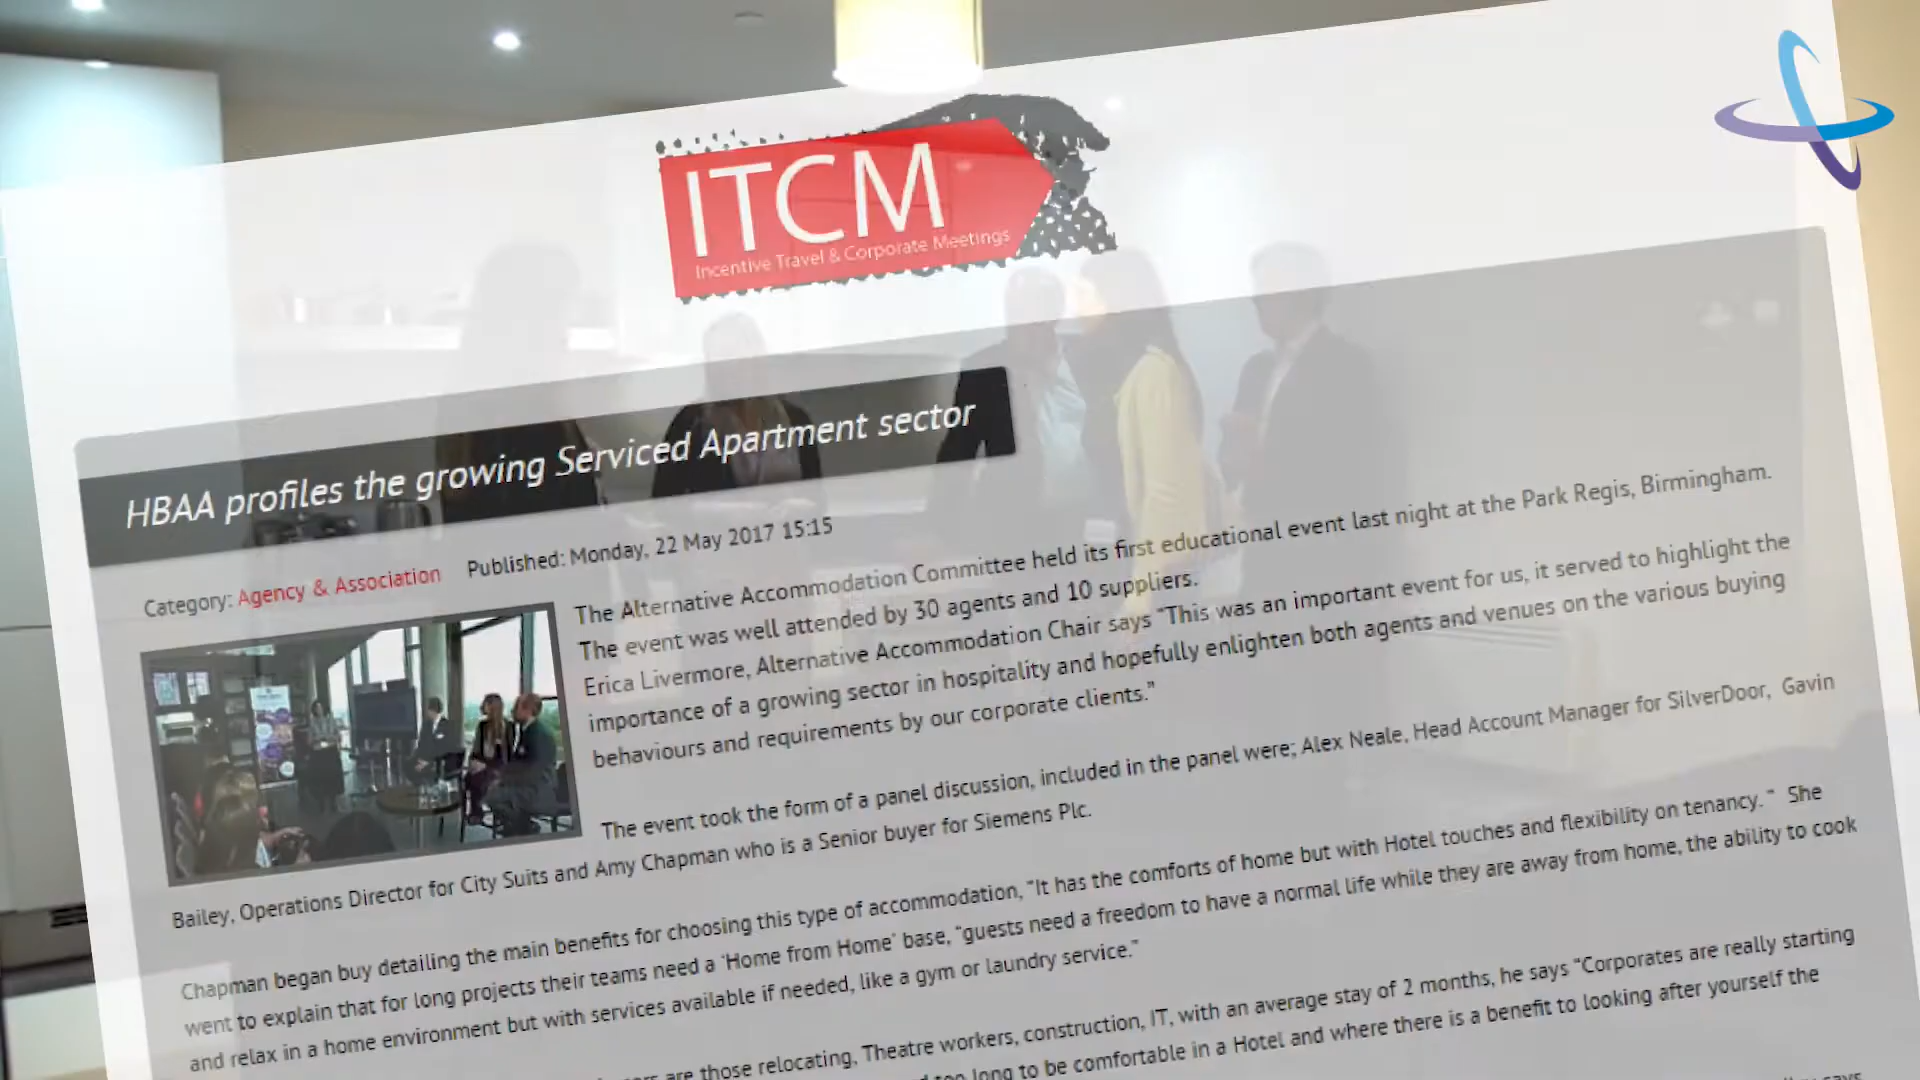 ITCM
Incentive Travel & Corporate Meetings
HBAA profiles the growing Serviced Apartment sector
Category: Agency & Association Published: Monday, 22 May 2017 15:15
The Alternative Accommodation Committee held its first educational event last night at the Park Regis, Birmingham.
The event was well attended by 30 agents and 10 suppliers.
Erica Livermore, Alternative Accommodation Chair says "This was an important event for us, it served to highlight the
importance of a growing sector in hospitality and hopefully enlighten both agents and venues on the various buying
behaviours and requirements by our corporate clients."
The event took the form of a panel discussion, included in the panel were; Alex Neale, Head Account Manager for SilverDoor, Gavin
Bailey, Operations Director for City Suits and Amy Chapman who is a Senior buyer for Siemens Plc.
Chapman began buy detailing the main benefits for choosing this type of accommodation, "It has the comforts of home but with Hotel touches and flexibility on tenancy." She
went to explain that for long projects their teams need a 'Home from Home' base, "guests need a freedom to have a normal life while they are away from home, the ability to cook
and relax in a home environment but with services available if needed, like a gym or laundry service."
are those relocating, Theatre workers, construction, IT, with an average stay of 2 months, he says "Corporates are really starting
too long to be comfortable in a Hotel and where there is a benefit to looking after yourself the
says